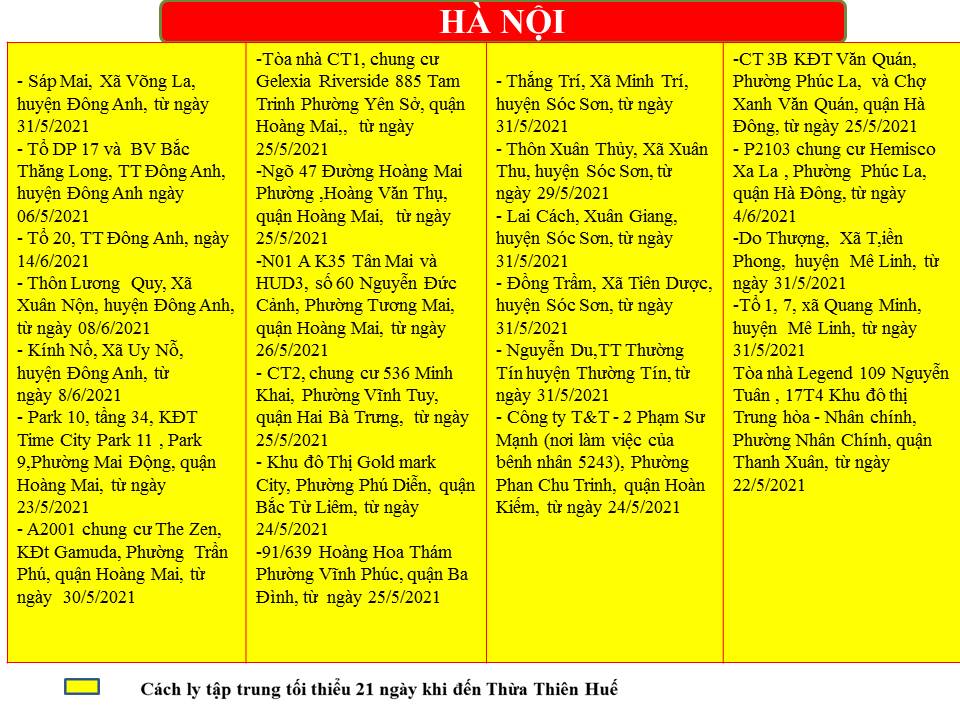 HÀ NỘI
- Sáp Mai, Xã Võng La,
huyện Đông Anh, từ ngày
31/5/2021
- Tổ DP 17 và BV Bắc
Thăng Long, TT Đông Anh,
huyện Đông Anh ngày
06/5/2021
- Tổ 20, TT Đông Anh, ngày
14/6/2021
- Thôn Lương Quy, Xã
Xuân Nộn, huyện Đông Anh,
từ ngày 08/6/2021
- Kính Nổ, Xã Uy Nỗ,
huyện Đông Anh, từ
ngày 8/6/2021
- Park 10, tầng 34, KĐT
Time City Park 11 , Park
9,Phường Mai Động, quận
Hoàng Mai, từ ngày
23/5/2021
- A2001 chung cư The Zen,
KĐt Gamuda, Phường Trần
Phú, quận Hoàng Mai, từ
ngày 30/5/2021
-Tòa nhà CT1, chung cư
Gelexia Riverside 885 Tam
Trinh Phường Yên Sở, quận
Hoàng Mai,, từ ngày
25/5/2021
-Ngõ 47 Đường Hoàng Mai
Phường ,Hoàng Văn Thụ,
quận Hoàng Mai, từ ngày
25/5/2021
-N01 A K35 Tân Mai và
HUD3, số 60 Nguyễn Đức
Cảnh, Phường Tương Mai,
quận Hoàng Mai, từ ngày
26/5/2021
- CT2, chung cư 536 Minh
Khai, Phường Vĩnh Tuy,
quận Hai Bà Trưng, từ ngày
25/5/2021
- Khu đô Thị Gold mark
City, Phường Phú Diễn, quận
Bắc Từ Liêm, từ ngày
24/5/2021
-91/639 Hoàng Hoa Thám
Phường Vĩnh Phúc, quận Ba
Đình, từ ngày 25/5/2021
- Thắng Trí, Xã Minh Trí,
huyện Sóc Sơn, từ ngày
31/5/2021
- Thôn Xuân Thủy, Xã Xuân
Thu, huyện Sóc Sơn, từ
ngày 29/5/2021
- Lai Cách, Xuân Giang,
huyện Sóc Sơn, từ ngày
31/5/2021
- Đồng Trầm, Xã Tiên Dược,
huyện Sóc Sơn, từ ngày
31/5/2021
- Nguyễn Du,TT Thường
Tín huyện Thường Tín, từ
ngày 31/5/2021
- Công ty T&T - 2 Phạm Sư
Mạnh (nơi làm việc của
bênh nhân 5243), Phường
Phan Chu Trinh, quận Hoàn
Kiếm, từ ngày 24/5/2021
-CT 3B KĐT Văn Quán,
Phường Phúc La, và Chợ
Xanh Văn Quán, quận Hà
Đông, từ ngày 25/5/2021
- P2103 chung cư Hemisco
Xa La , Phường Phúc La,
quận Hà Đông, từ ngày
4/6/2021
-Do Thượng, Xã T,iền
Phong, huyện Mê Linh, từ
ngày 31/5/2021
-Tổ 1, 7, xã Quang Minh,
huyện Mê Linh, từ ngày
31/5/2021
Tòa nhà Legend 109 Nguyễn
Tuân , 17T4 Khu đô thị
Trung hòa - Nhân chính,
Phường Nhân Chính, quận
Thanh Xuân, từ ngày
22/5/2021
Cách ly tập trung tối thiểu 21 ngày khi đến Thừa Thiên Huế